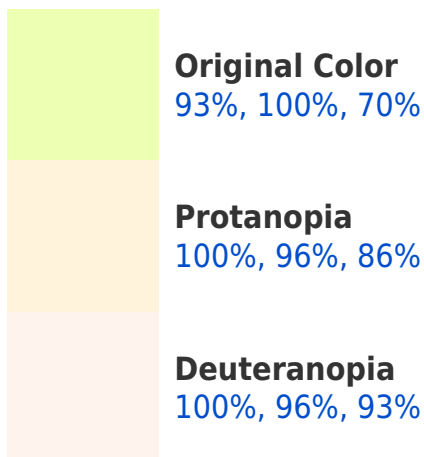 Original Color
93%, 100%, 70%
Protanopia
100%, 96%, 86%
Deuteranopia
100%, 96%, 93%